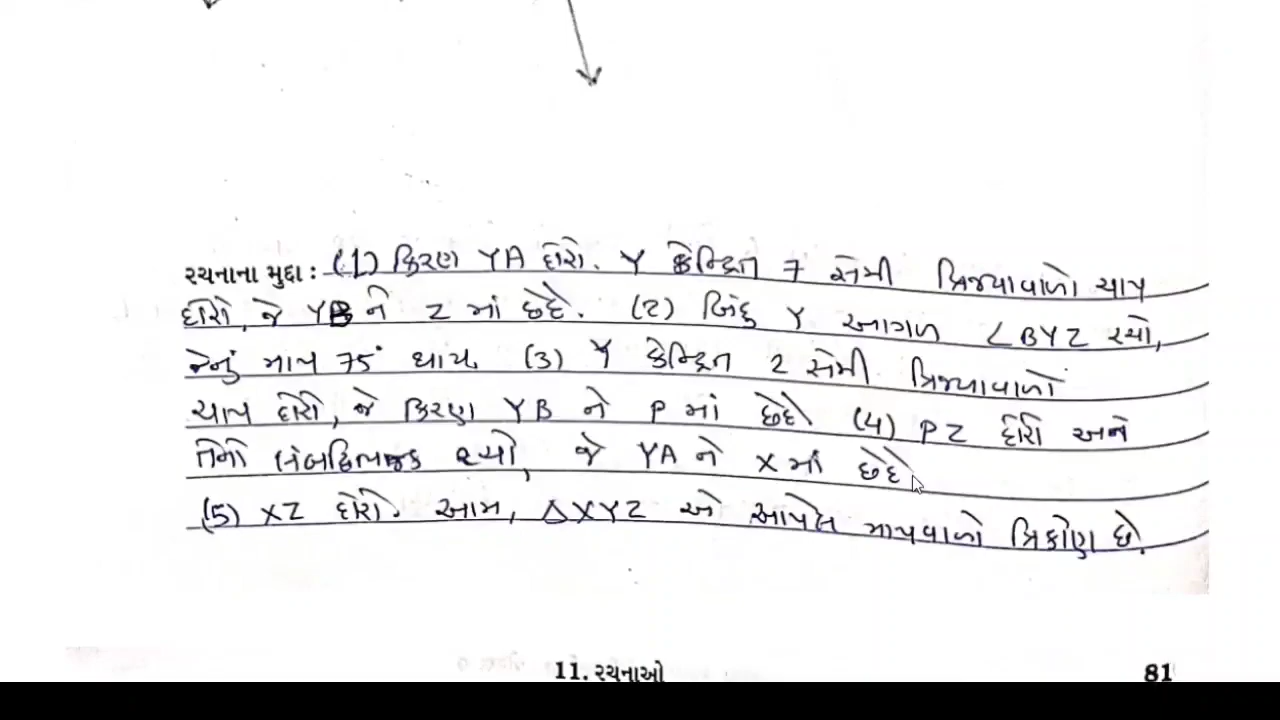 રચનાના મુદ્દા : (1) કિરણ YA દોરો. Y કેન્દ્રિત 7 સેમી ત્રિજ્યાવાળો ચાપ
દોરો, જે YB ને Z માં છેદે. (2) બિંદુ Y આગળ ∠BYZ રચો,
જેનું માપ 75° થાય. (3) Y કેન્દ્રિત 2 સેમી ત્રિજ્યાવાળો
ચાપ દોરો, જે કિરણ YB ને P માં છેદે (4) PZ દોરો અને
તેનો લંબદ્વિભાજક રચો, જે YA ને X માં છેદે
(5) XZ દોરો. આમ, △XYZ એ આપેલ માપવાળો ત્રિકોણ છે.
11. રચનાઓ
81